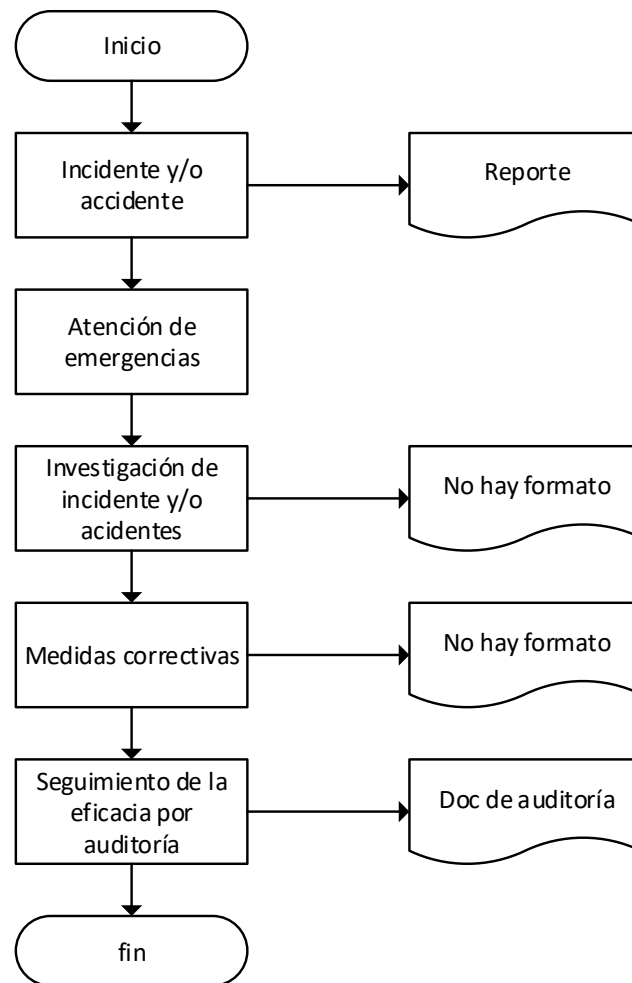 Inicio
Incidente y/o
accidente
Reporte
Atención de
emergencias
Investigación de
incidente y/o
acidentes
No hay formato
Medidas correctivas
No hay formato
Seguimiento de la
eficacia por
auditoría
Doc de auditoría
fin